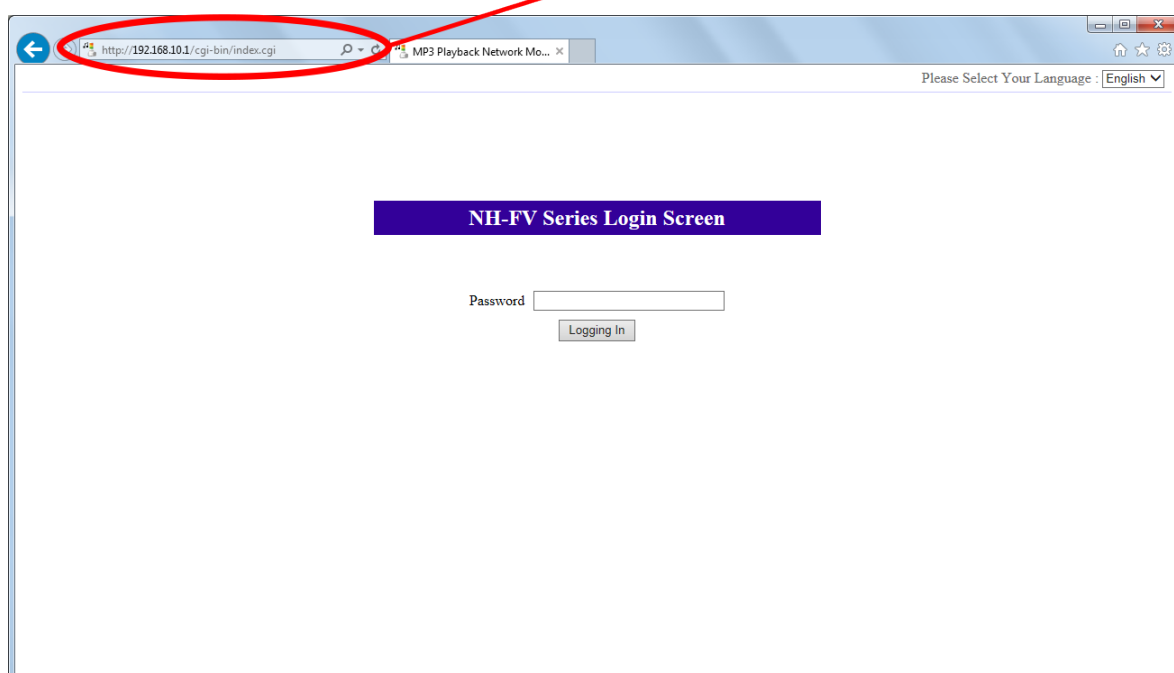 http://192.168.10.1/cgi-bin/index.cgi
MP3 Playback Network Mo...
Please Select Your Language : English
NH-FV Series Login Screen
Password
Logging In